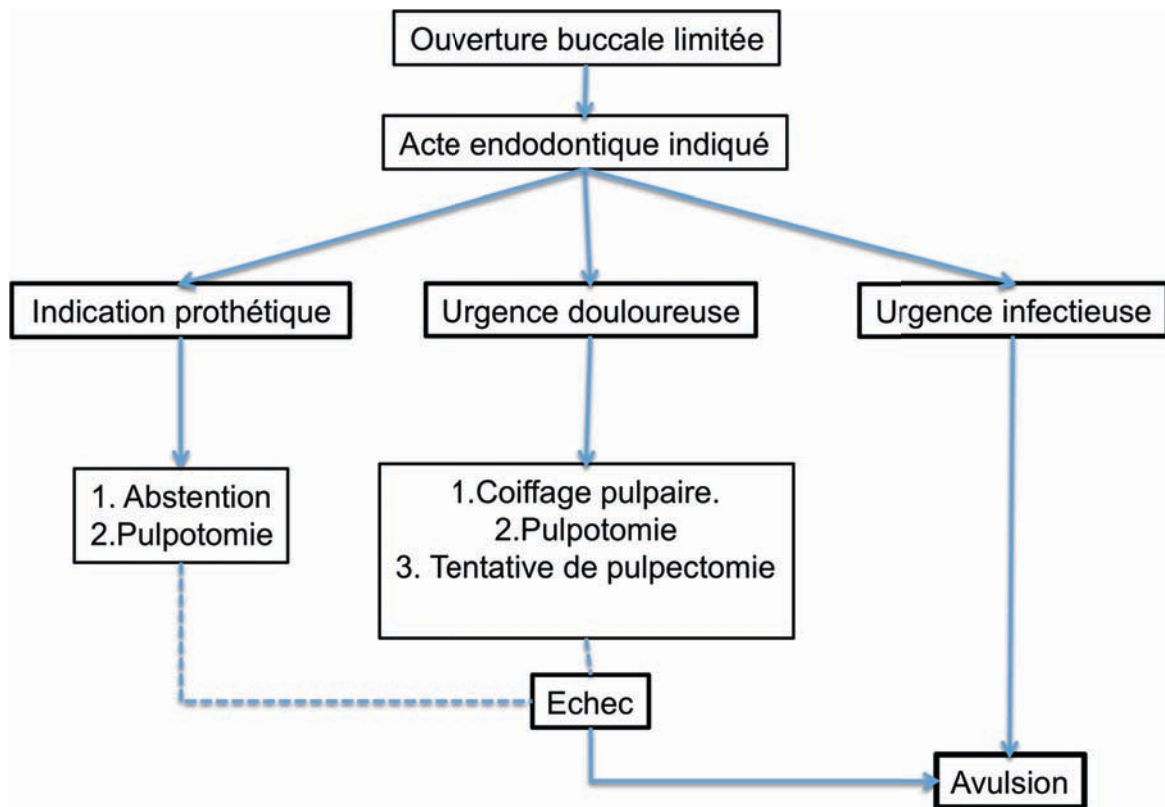 Ouverture buccale limitée
Acte endodontique indiqué
Indication prothétique
Urgence douloureuse
Urgence infectieuse
1. Abstention
2.Pulpotomie
1.Coiffage pulpaire.
2.Pulpotomie
3. Tentative de pulpectomie
Echec
Avulsion